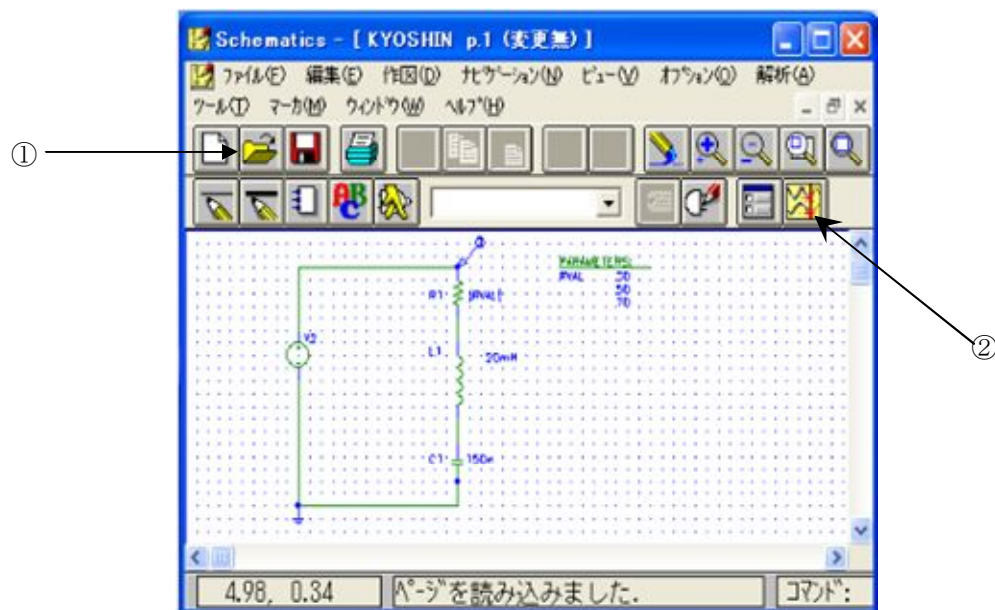 Schematics - [ KYOSHIN p.1 (変更無) ]
ファイル(F) 編集(E) 作図(D) ナビゲーション(N) ビュー(V) オプション(O) 解析(A)
ツール(T) マーカ(M) ウィンドウ(W) ヘルプ(H)
①
ABC
PARAMETERS:
RVAL 30
50
70
R1 {RVAL}
V2
L1 20mH
②
C1 150n
4.98, 0.34 ページを読み込みました. コマンド: